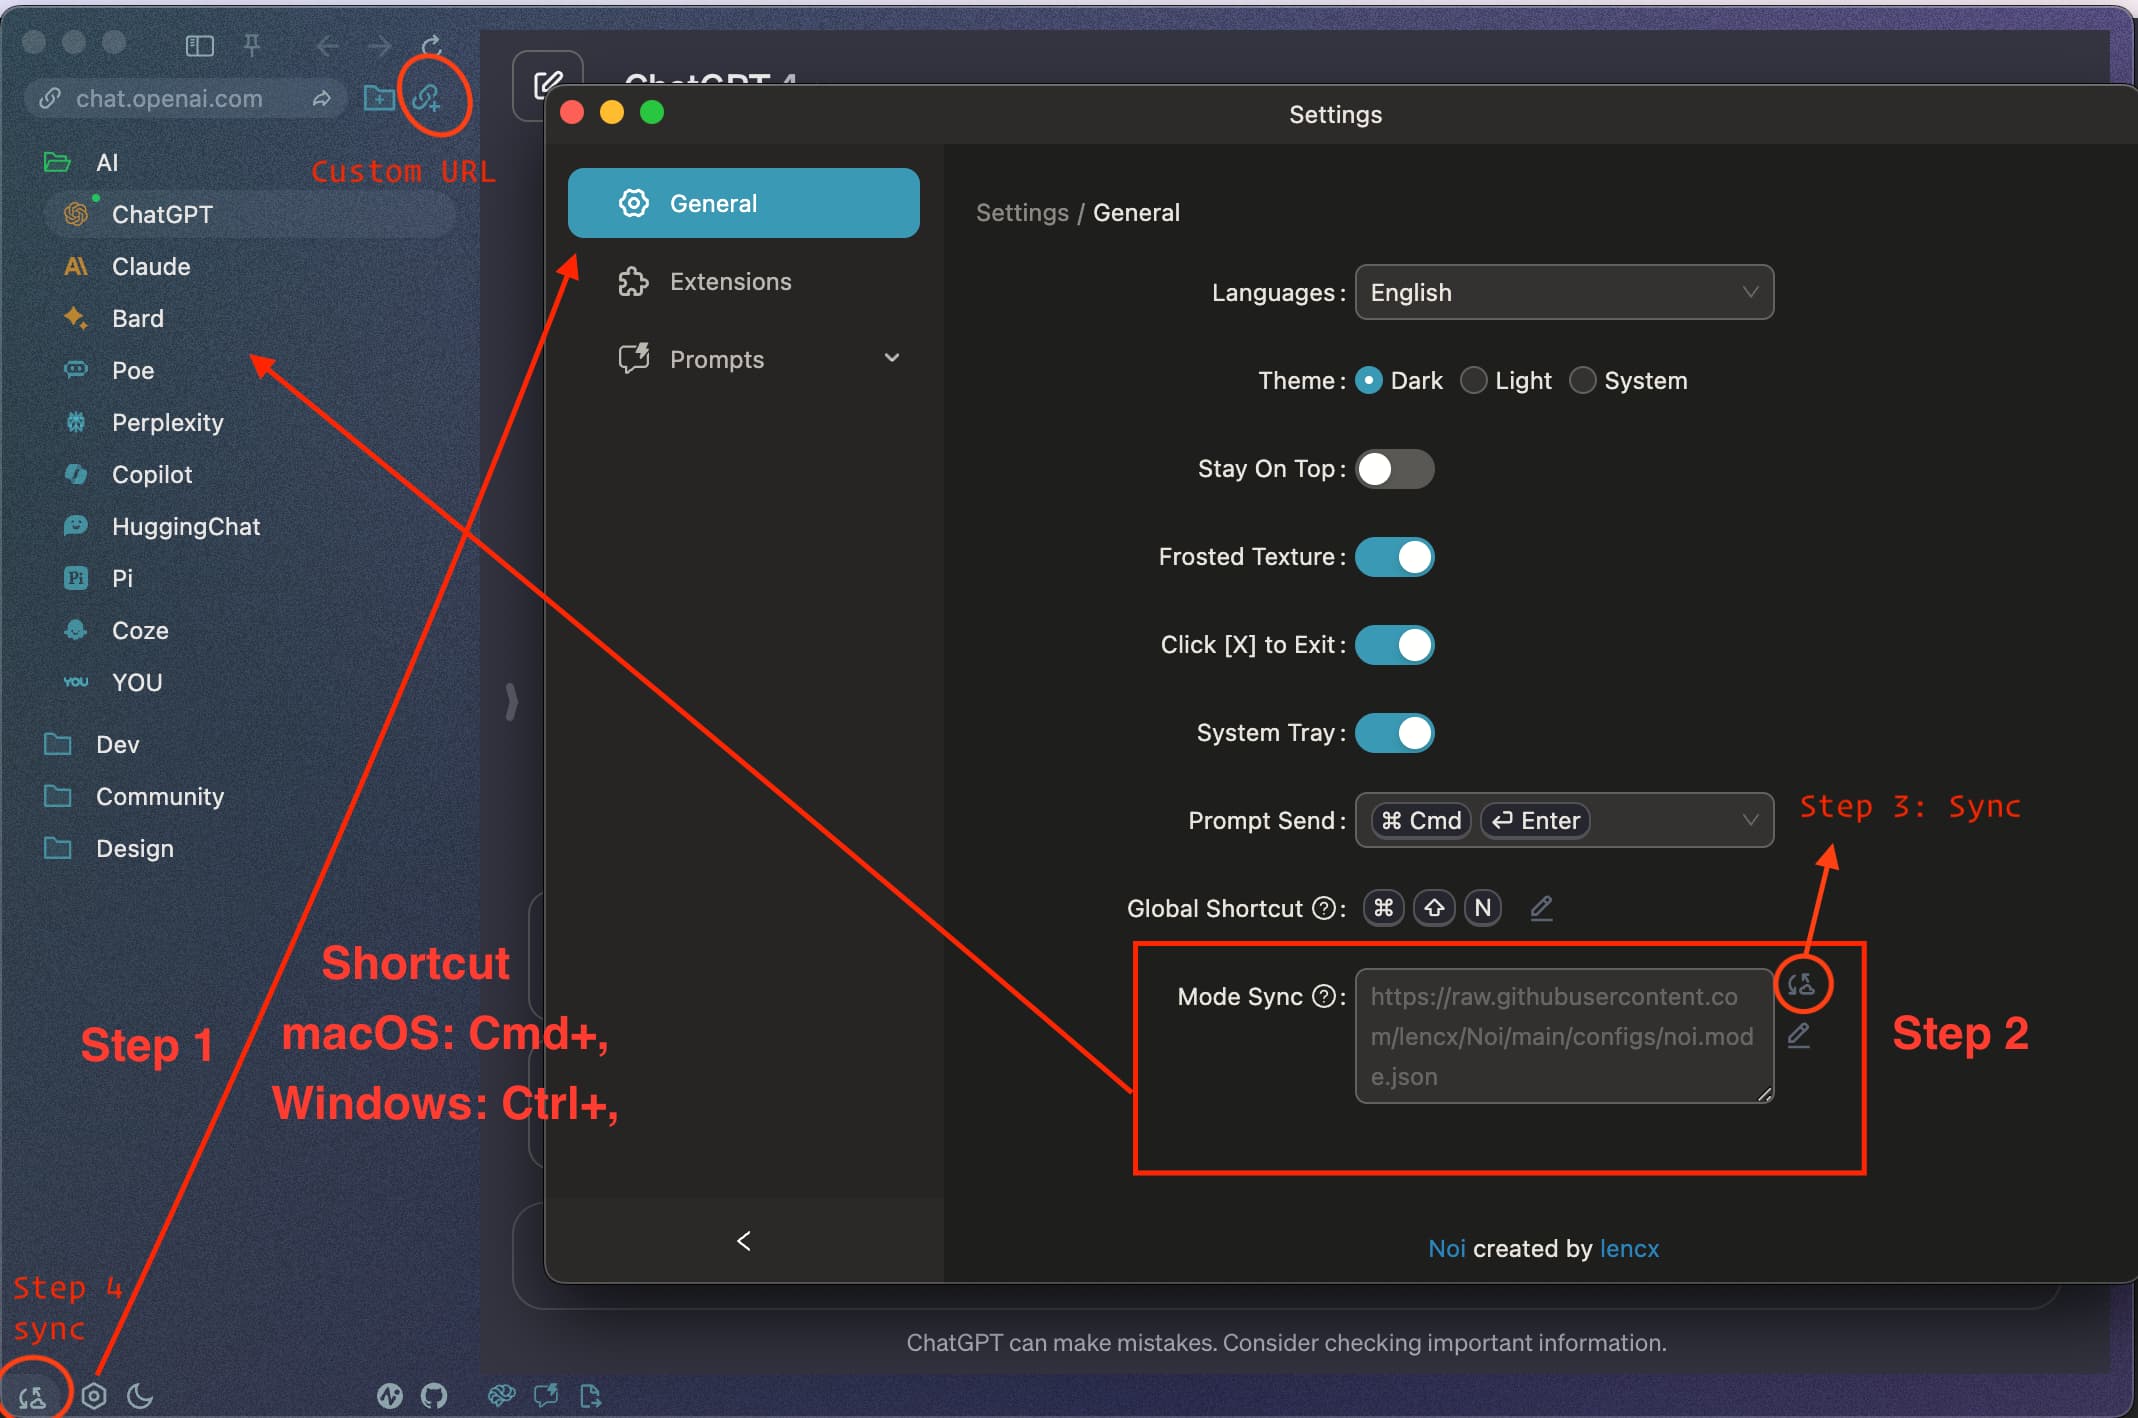 chat.openai.com
Custom URL
AI
ChatGPT
Claude
Bard
Poe
Perplexity
Copilot
HuggingChat
Pi
Pi
Coze
YOU
YOU
Dev
Community
Design
Step 1
Shortcut
macOS: Cmd+,
Windows: Ctrl+,
Step 4
sync
ChatGPT 4
Settings
General
Extensions
Prompts
Settings / General
Languages: English
Theme: Dark Light System
Stay On Top:
Frosted Texture:
Click [X] to Exit:
System Tray:
Prompt Send: ⌘ Cmd ↵ Enter
Step 3: Sync
Global Shortcut ?: ⌘ ⇧ N
Mode Sync ?: https://raw.githubusercontent.co
m/lencx/Noi/main/configs/noi.mod
e.json
Step 2
Noi created by lencx
ChatGPT can make mistakes. Consider checking important information.